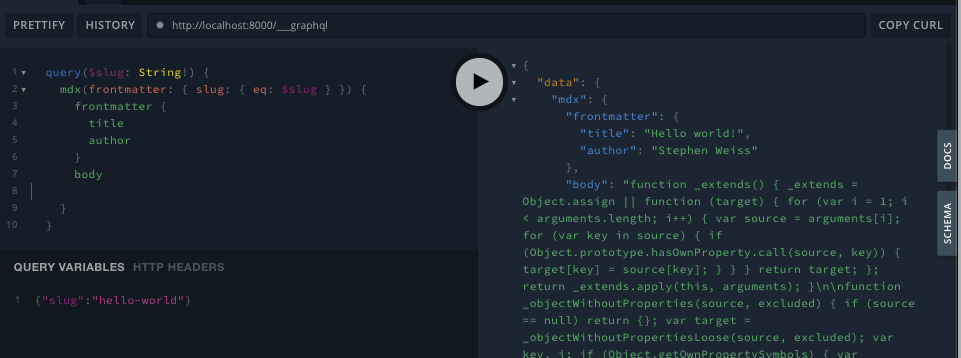 PRETTIFY HISTORY http://localhost:8000/___graphql COPY CURL
1 query($slug: String!) {
2 mdx(frontmatter: { slug: { eq: $slug } }) {
3 frontmatter {
4 title
5 author
6 }
7 body
8
9 }
10 }
QUERY VARIABLES HTTP HEADERS
1 {"slug":"hello-world"}
{
"data": {
"mdx": {
"frontmatter": {
"title": "Hello world!",
"author": "Stephen Weiss"
},
"body": "function _extends() { _extends =
Object.assign || function (target) { for (var i = 1; i
< arguments.length; i++) { var source = arguments[i];
for (var key in source) { if
(Object.prototype.hasOwnProperty.call(source, key)) {
target[key] = source[key]; } } } return target; };
return _extends.apply(this, arguments); }\n\nfunction
_objectWithoutProperties(source, excluded) { if (source
== null) return {}; var target =
_objectWithoutPropertiesLoose(source, excluded); var
key, i; if (Object.getOwnPropertySymbols) { var
DOCS
SCHEMA